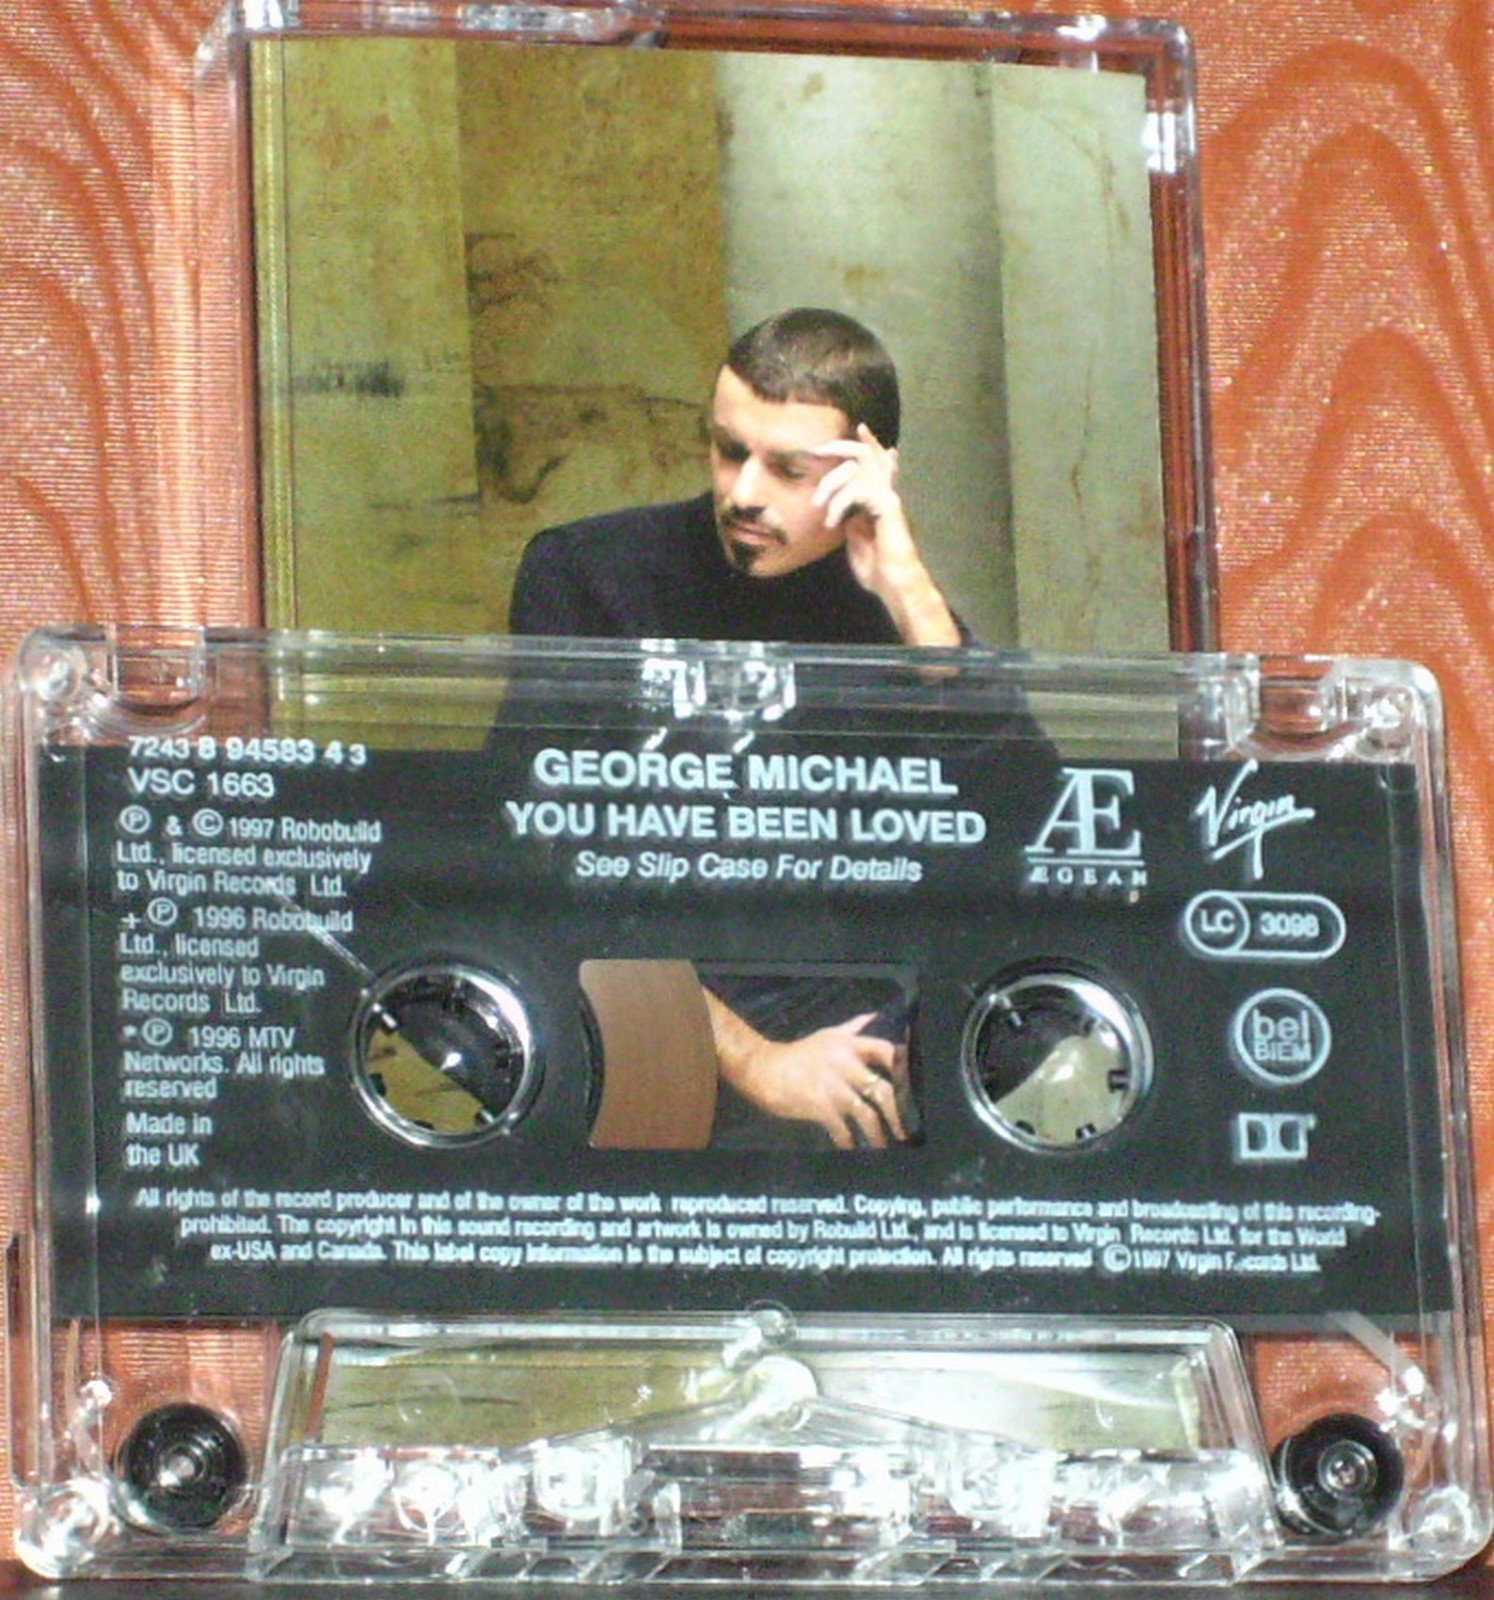 7243 8 94583 4 3
VSC 1663
Ⓟ & © 1997 Robobuild
Ltd., licensed exclusively
to Virgin Records Ltd.
+ Ⓟ 1996 Robobuild
Ltd., licensed
exclusively to Virgin
Records Ltd.
* Ⓟ 1996 MTV
Networks. All rights
reserved
Made in
the UK
GEORGE MICHAEL
YOU HAVE BEEN LOVED
See Slip Case For Details
Æ
ÆGEAN
Virgin
LC 3098
bel
BIEM
All rights of the record producer and of the owner of the work reproduced reserved. Copying, public performance and broadcasting of this recording
prohibited. The copyright in this sound recording and artwork is owned by Robuild Ltd., and is licensed to Virgin Records Ltd. for the World
ex-USA and Canada. This label copy information is the subject of copyright protection. All rights reserved © 1997 Virgin Records Ltd.